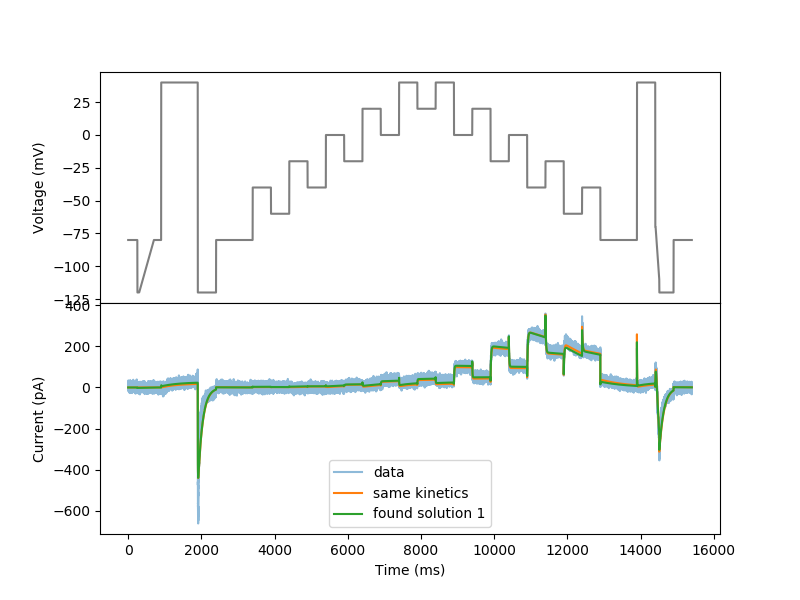 25
0
−25
−50
−75
−100
−125
Voltage (mV)
400
200
0
−200
−400
−600
Current (pA)
data
same kinetics
found solution 1
0 2000 4000 6000 8000 10000 12000 14000 16000
Time (ms)